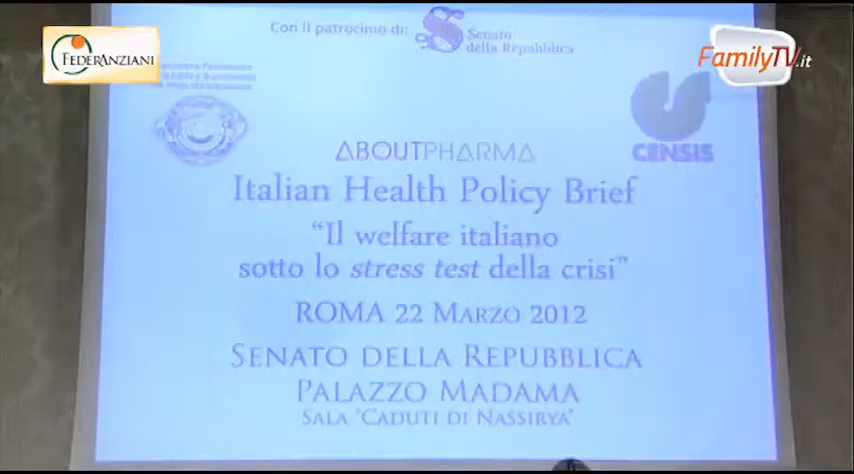 Con il patrocinio di:
Senato
della Repubblica
FEDERANZIANI
FamilyTV.it
CENSIS
ABOUTPHARMA
Italian Health Policy Brief
“Il welfare italiano
sotto lo stress test della crisi”
ROMA 22 MARZO 2012
SENATO DELLA REPUBBLICA
PALAZZO MADAMA
SALA "CADUTI DI NASSIRYA"